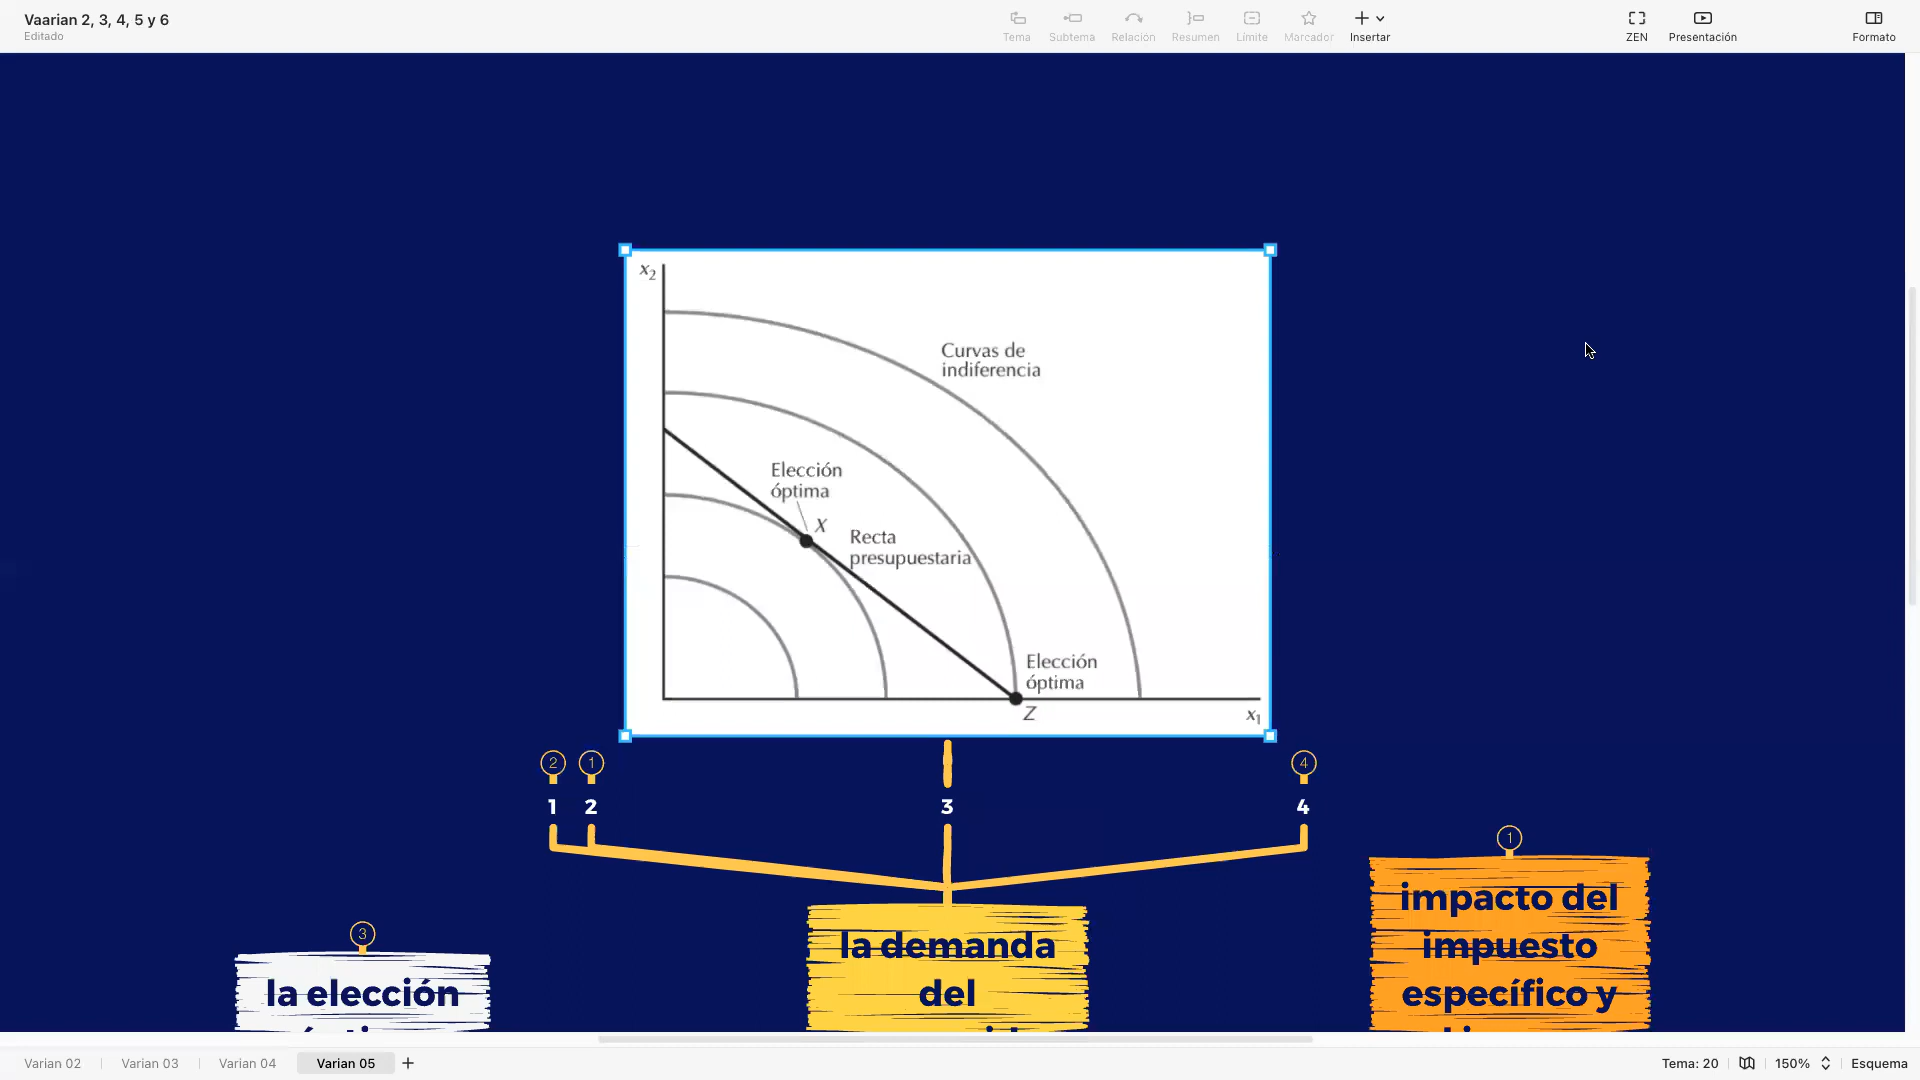 Vaarian 2, 3, 4, 5 y 6
Editado
Tema
Subtema
Relación
Resumen
Límite
Marcador
Insertar
ZEN
Presentación
Formato
x2
Curvas de
indiferencia
Elección
óptima
X
Recta
presupuestaria
Elección
óptima
Z
x1
2
1
4
1
2
3
4
1
impacto del
impuesto
específico y
3
la elección
la demanda
del
Varian 02
Varian 03
Varian 04
Varian 05
Tema: 20
150%
Esquema